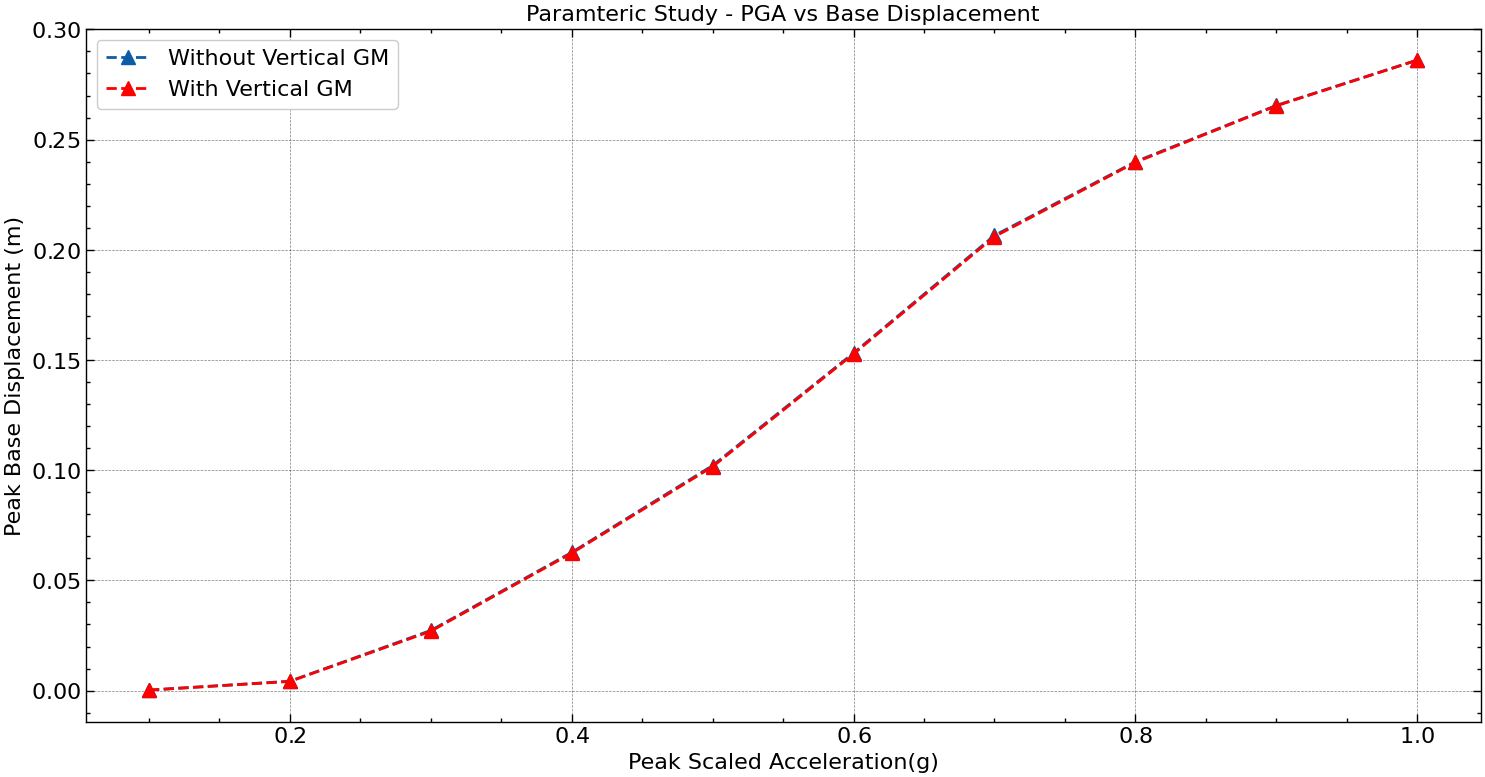 Paramteric Study - PGA vs Base Displacement
Without Vertical GM
With Vertical GM
Peak Base Displacement (m)
0.30
0.25
0.20
0.15
0.10
0.05
0.00
0.2 0.4 0.6 0.8 1.0
Peak Scaled Acceleration(g)